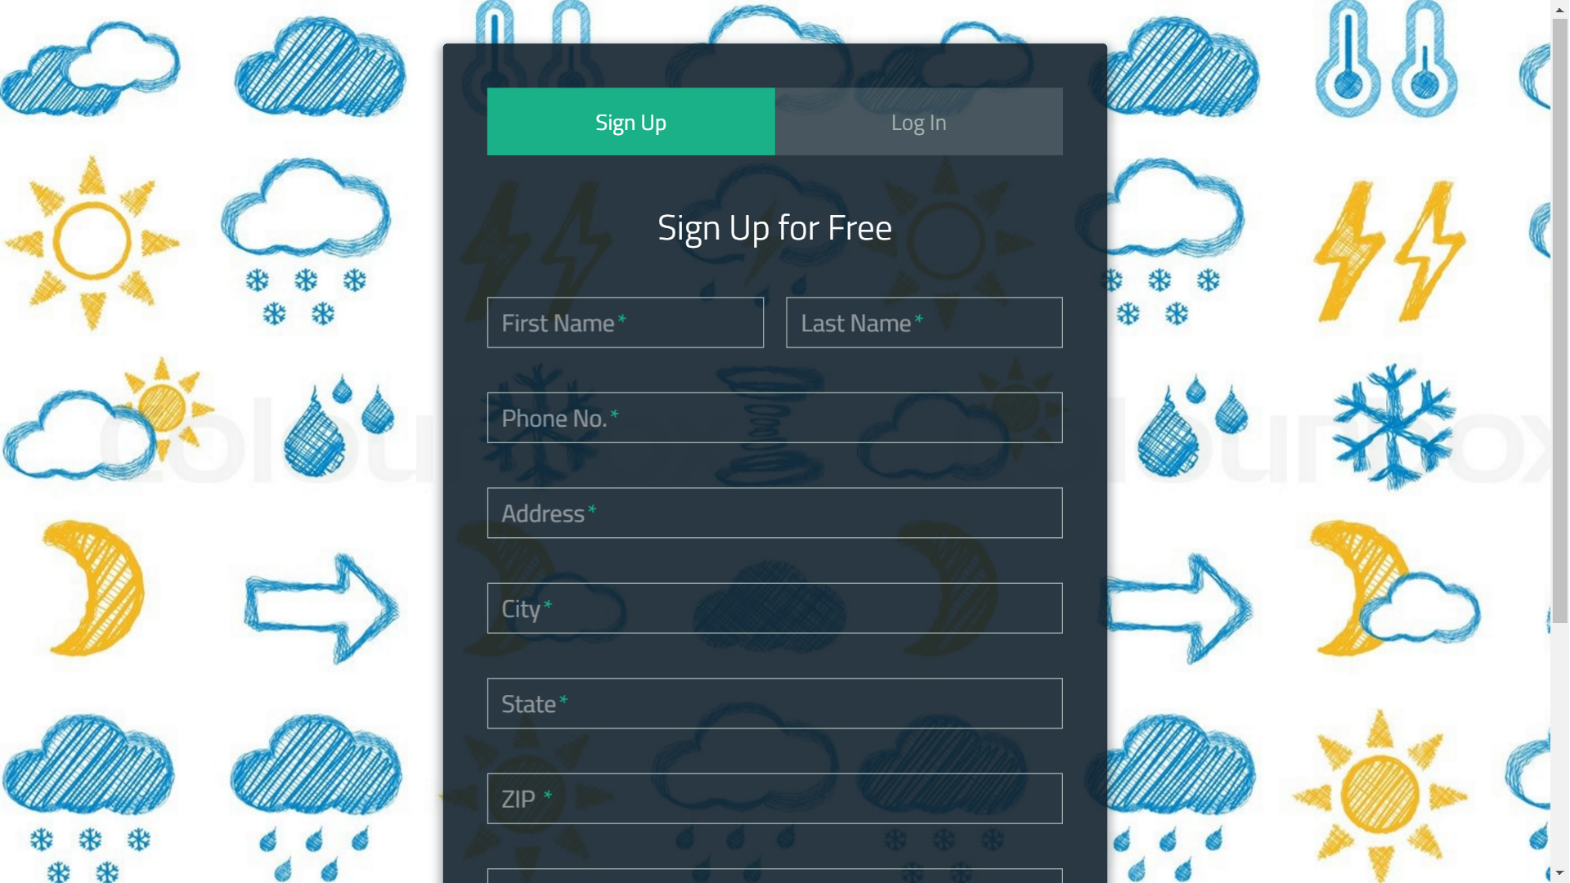 Sign Up
Log In
Sign Up for Free
First Name*
Last Name*
Phone No.*
Address*
City*
State*
ZIP *